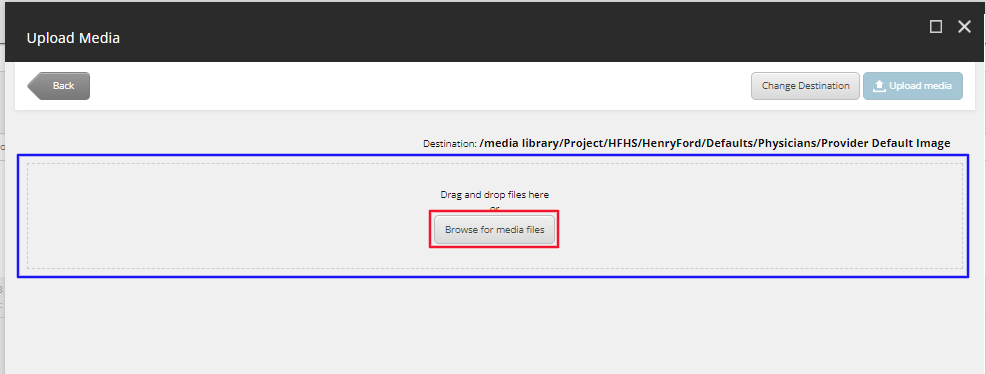 Upload Media
Back
Change Destination
Upload media
Destination: /media library/Project/HFHS/HenryFord/Defaults/Physicians/Provider Default Image
Drag and drop files here
or
Browse for media files